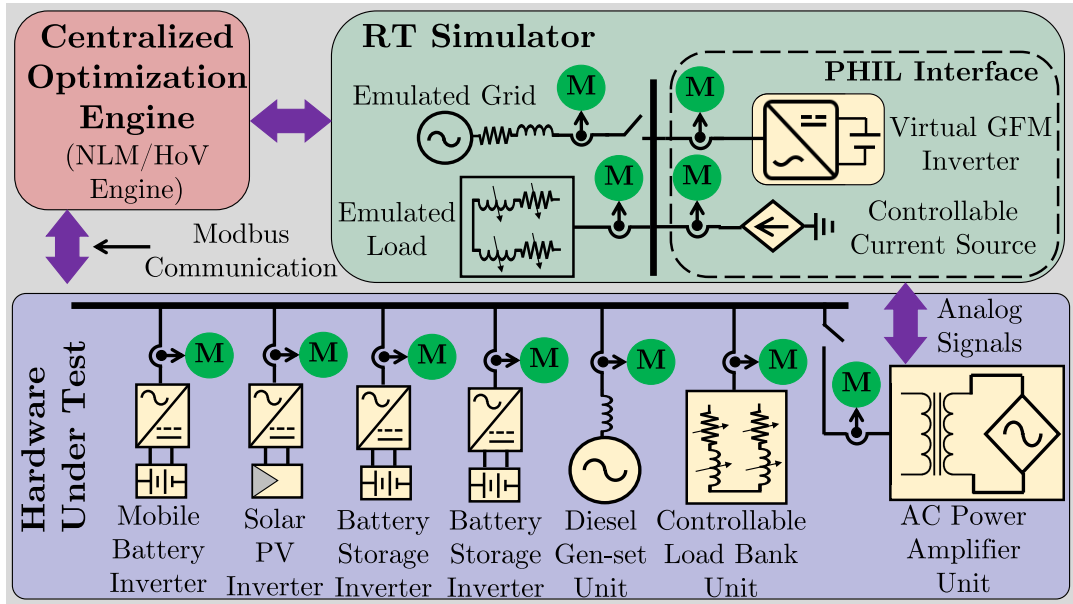 Centralized
Optimization
Engine
(NLM/HoV
Engine)
RT Simulator
PHIL Interface
Emulated Grid
M
M
Virtual GFM
Inverter
Emulated
Load
M
M
Controllable
Current Source
Modbus
Communication
Analog
Signals
Hardware
Under Test
M
M
M
M
M
M
M
Mobile
Battery
Inverter
Solar
PV
Inverter
Battery
Storage
Inverter
Battery
Storage
Inverter
Diesel
Gen-set
Unit
Controllable
Load Bank
Unit
AC Power
Amplifier
Unit